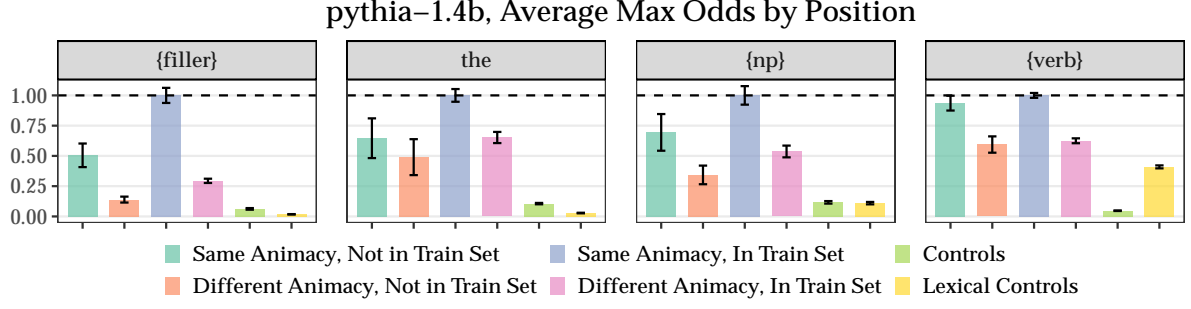 pythia–1.4b, Average Max Odds by Position
{filler} the {np} {verb}
1.00
0.75
0.50
0.25
0.00
Same Animacy, Not in Train Set Same Animacy, In Train Set Controls
Different Animacy, Not in Train Set Different Animacy, In Train Set Lexical Controls